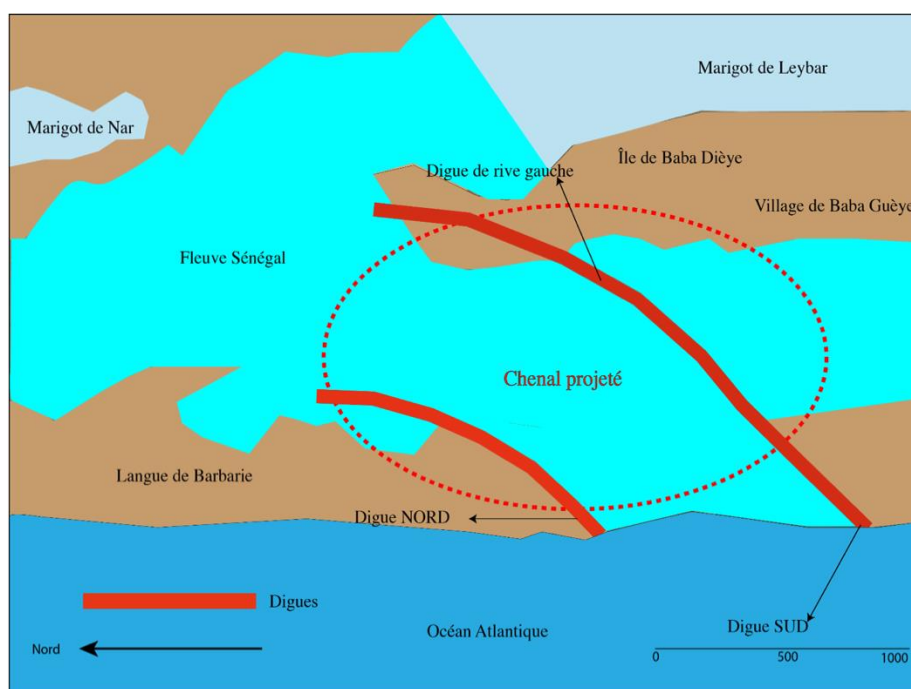 Marigot de Leybar
Marigot de Nar
Île de Baba Dièye
Digue de rive gauche
Village de Baba Guèye
Fleuve Sénégal
Chenal projeté
Langue de Barbarie
Digue NORD
Digues
Océan Atlantique
Digue SUD
Nord
0 500 1000